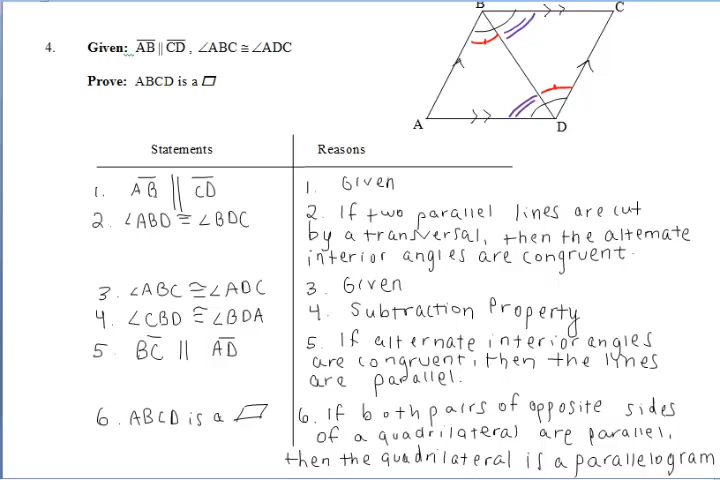 B
C
4. Given: AB || CD, ∠ABC ≅ ∠ADC
Prove: ABCD is a ▱
A
D
Statements Reasons
1. AB || CD 1. Given
2. ∠ABD ≅ ∠BDC 2. If two parallel lines are cut
by a transversal, then the alternate
interior angles are congruent.
3. ∠ABC ≅ ∠ADC 3. Given
4. ∠CBD ≅ ∠BDA 4. Subtraction Property
5. BC || AD 5. If alternate interior angles
are congruent, then the lines
are parallel.
6. ABCD is a ▱ 6. If both pairs of opposite sides
of a quadrilateral are parallel,
then the quadrilateral is a parallelogram